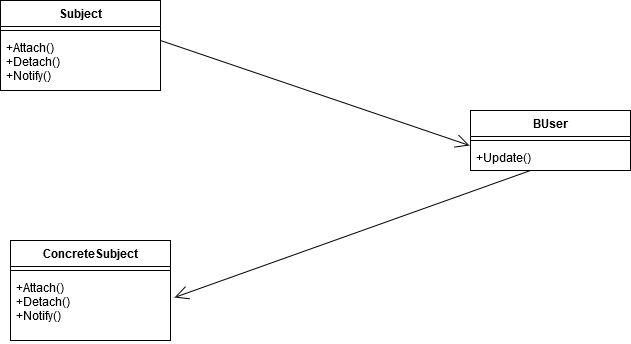 Subject
+Attach()
+Detach()
+Notify()
BUser
+Update()
ConcreteSubject
+Attach()
+Detach()
+Notify()